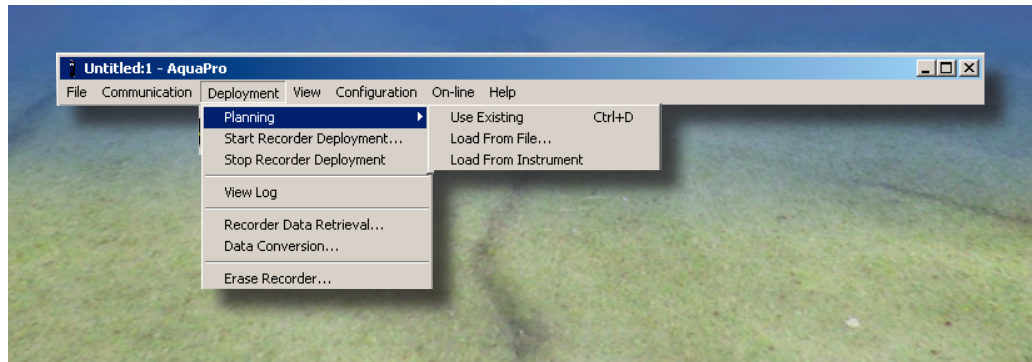 Untitled:1 - AquaPro
File Communication Deployment View Configuration On-line Help
Planning
Use Existing Ctrl+D
Load From File...
Load From Instrument
Start Recorder Deployment...
Stop Recorder Deployment
View Log
Recorder Data Retrieval...
Data Conversion...
Erase Recorder...